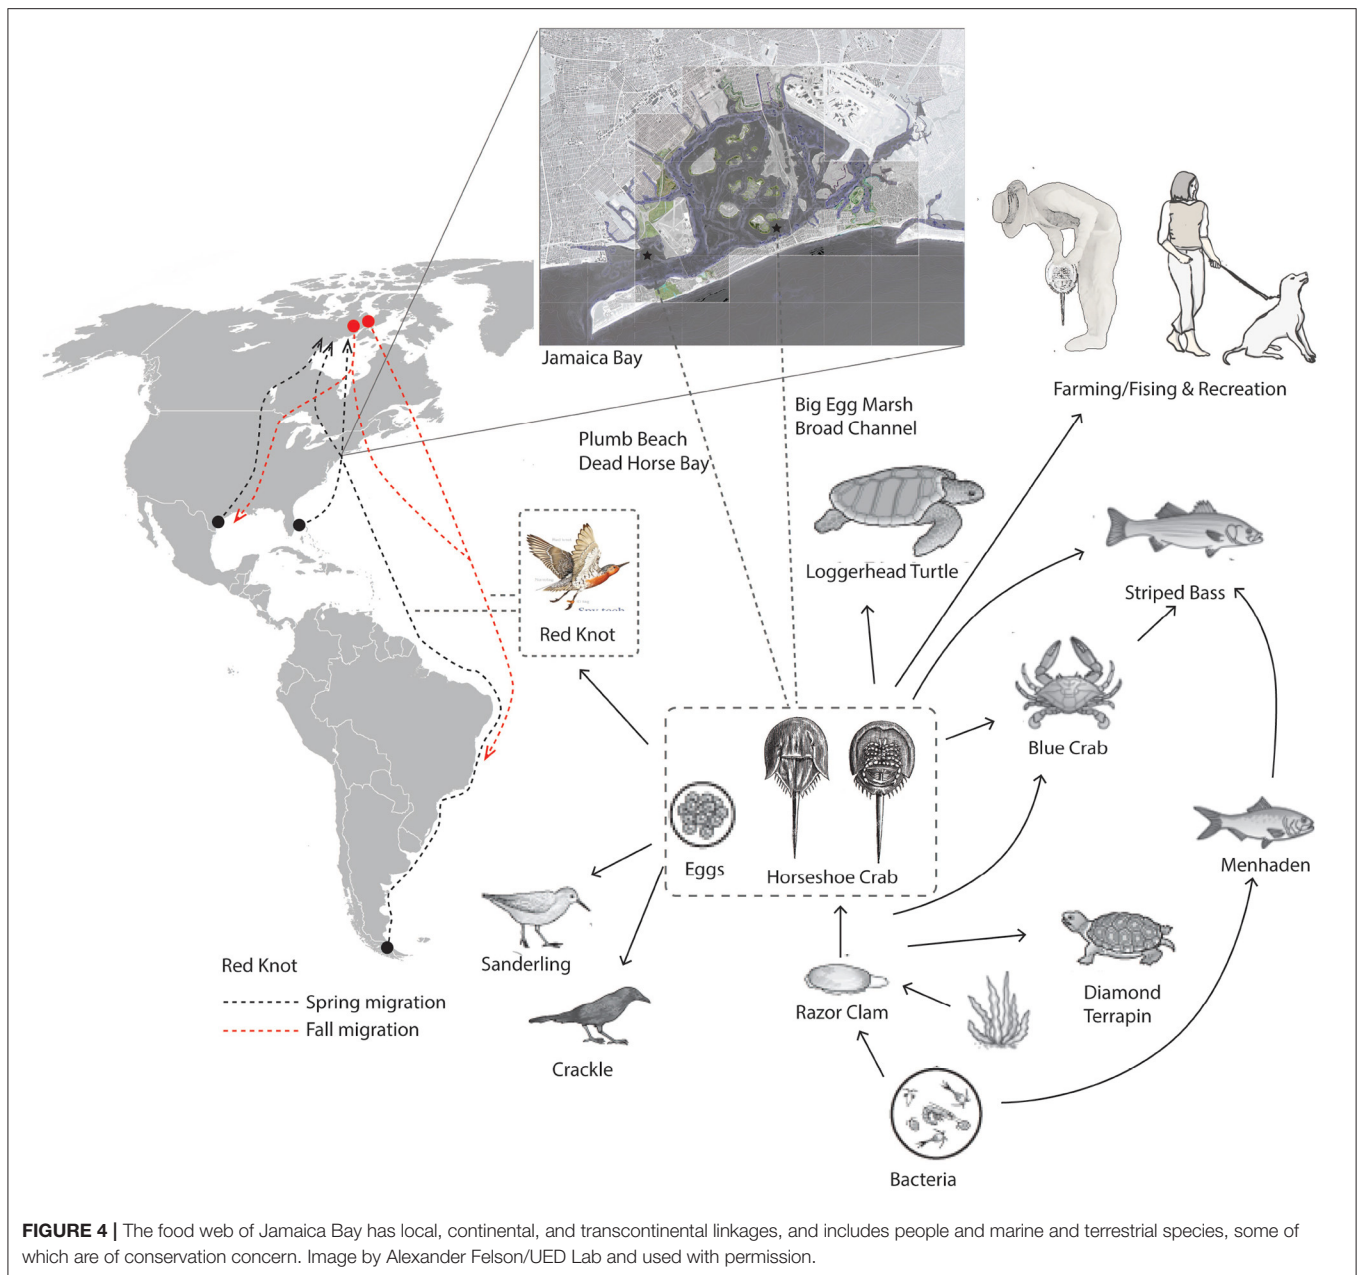 Jamaica Bay
Farming/Fising & Recreation
Big Egg Marsh
Broad Channel
Plumb Beach
Dead Horse Bay
Loggerhead Turtle
Striped Bass
Red Knot
Blue Crab
Menhaden
Eggs
Horseshoe Crab
Sanderling
Red Knot
Spring migration
Fall migration
Razor Clam
Diamond
Terrapin
Crackle
Bacteria
FIGURE 4 | The food web of Jamaica Bay has local, continental, and transcontinental linkages, and includes people and marine and terrestrial species, some of
which are of conservation concern. Image by Alexander Felson/UED Lab and used with permission.